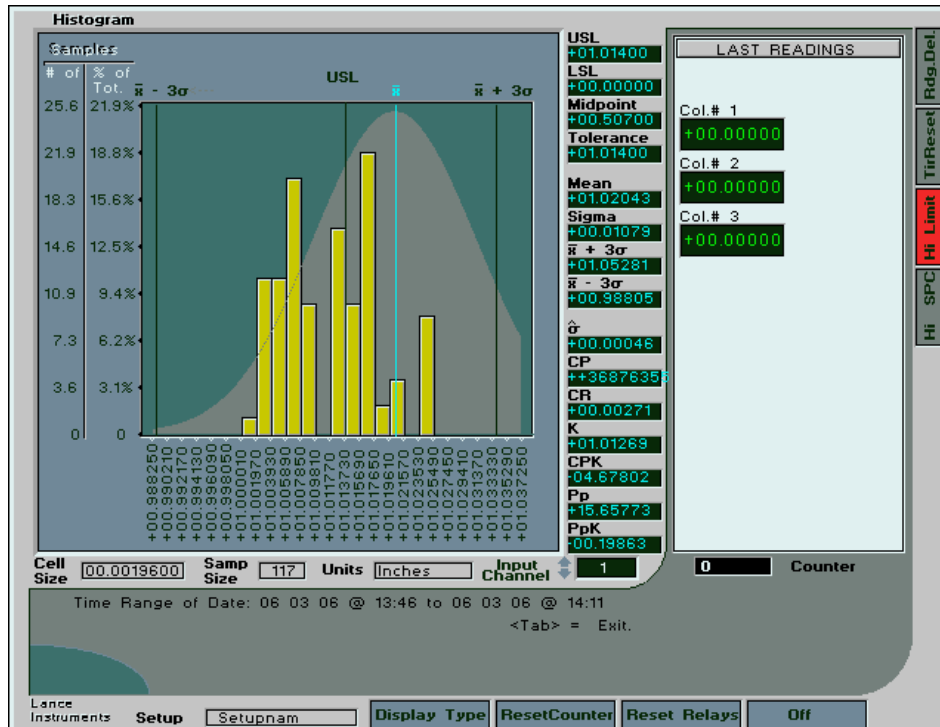 Histogram
Samples
# of % of
Tot.
USL
x̄ - 3σ x̄ x̄ + 3σ
25.6 21.9%
21.9 18.8%
18.3 15.6%
14.6 12.5%
10.9 9.4%
7.3 6.2%
3.6 3.1%
0 0
+00.988250
+00.990210
+00.992170
+00.994130
+00.996090
+00.998050
+01.000010
+01.001970
+01.003930
+01.005890
+01.007850
+01.009810
+01.011770
+01.013730
+01.015690
+01.017650
+01.019610
+01.021570
+01.023530
+01.025490
+01.027450
+01.029410
+01.031370
+01.033330
+01.035290
+01.037250
USL
+01.01400
LSL
+00.00000
Midpoint
+00.50700
Tolerance
+01.01400
Mean
+01.02043
Sigma
+00.01079
x̄ + 3σ
+01.05281
x̄ - 3σ
+00.98805
σ̂
+00.00046
CP
++36876355
CR
+00.00271
K
+01.01269
CPK
-04.67802
Pp
+15.65773
PpK
-00.19863
LAST READINGS
Col.# 1
+00.00000
Col.# 2
+00.00000
Col.# 3
+00.00000
Rdg.Del.
TirReset
Hi Limit
Hi SPC
Cell Size 00.0019600 Samp Size 117 Units Inches Input Channel 1 0 Counter
Time Range of Date: 06 03 06 @ 13:46 to 06 03 06 @ 14:11
<Tab> = Exit.
Lance
Instruments
Setup Setupnam Display Type ResetCounter Reset Relays Off